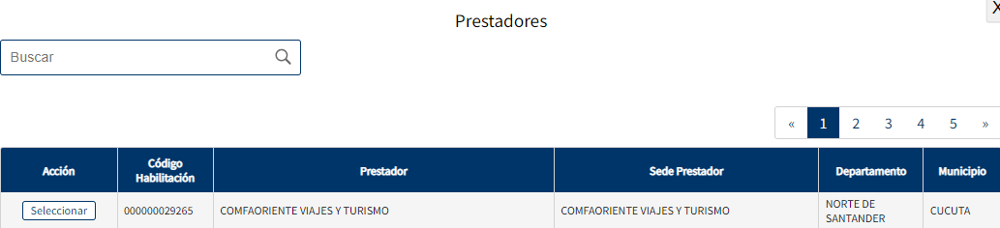 Prestadores
X
Buscar
« 1 2 3 4 5 »
Acción Código Habilitación Prestador Sede Prestador Departamento Municipio
Seleccionar 000000029265 COMFAORIENTE VIAJES Y TURISMO COMFAORIENTE VIAJES Y TURISMO NORTE DE SANTANDER CUCUTA